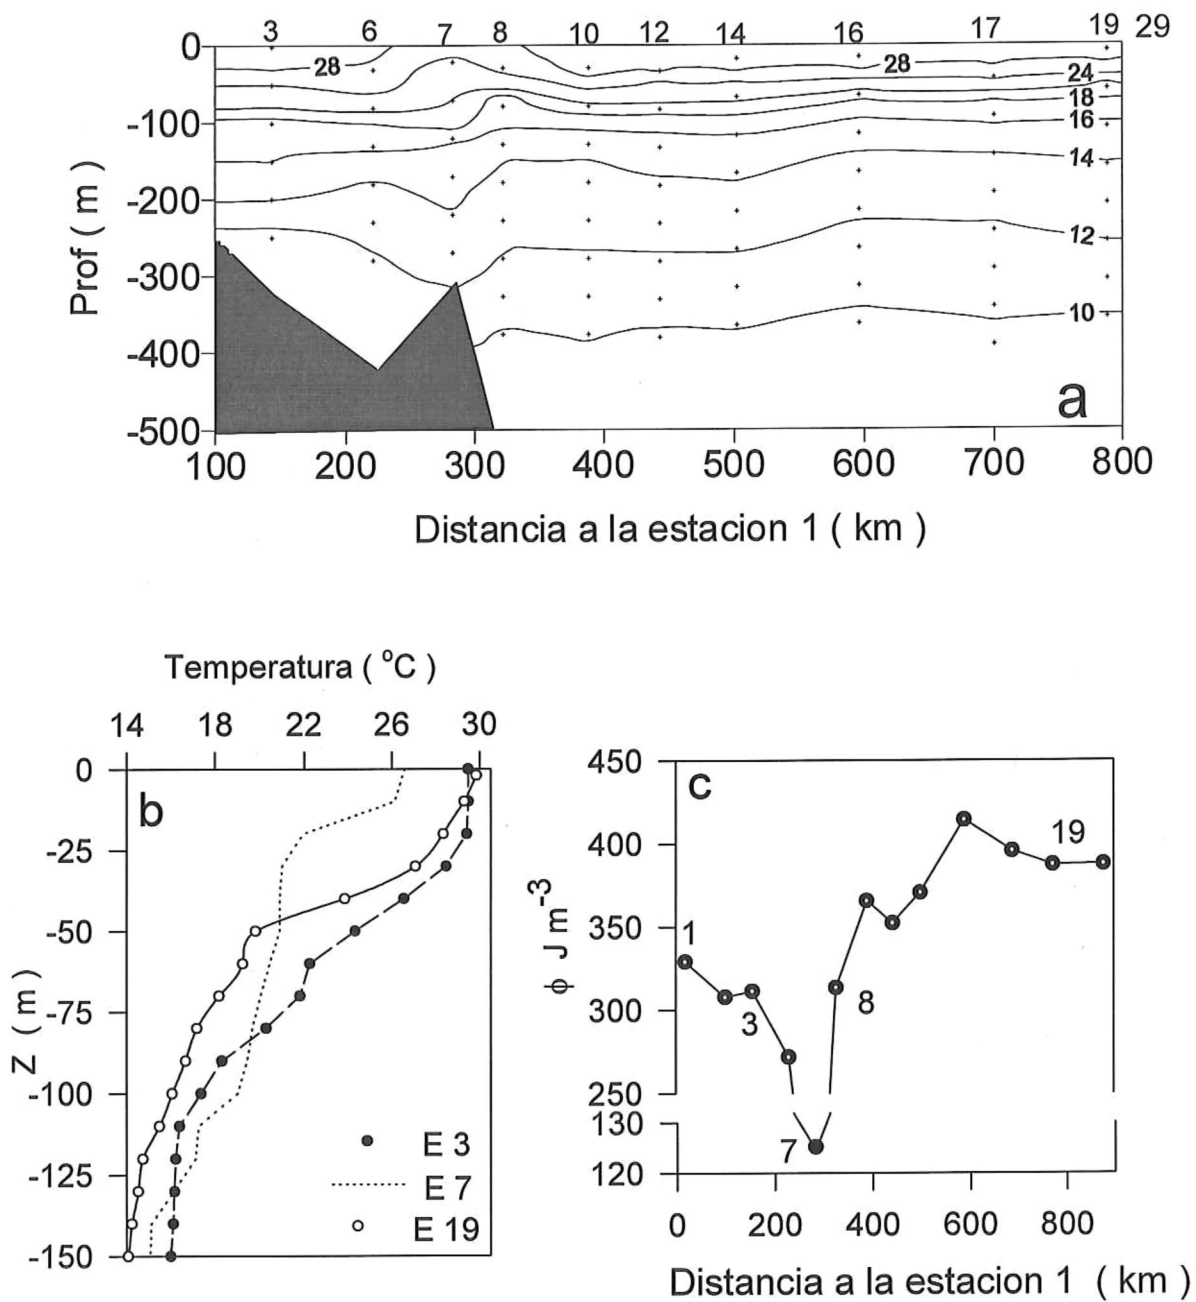 3 6 7 8 10 12 14 16 17 19 29
0
28 28 24
18
-100 16
14
-200
12
-300
10
-400
a
-500
Prof ( m )
100 200 300 400 500 600 700 800
Distancia a la estacion 1 ( km )
Temperatura ( °C )
14 18 22 26 30
0
b
-25
-50
-75
-100
-125
-150
Z ( m )
E 3
E 7
E 19
450
c
400
350
300
250
130
120
ϕ J m-3
1
3
7
8
19
0 200 400 600 800
Distancia a la estacion 1 ( km )